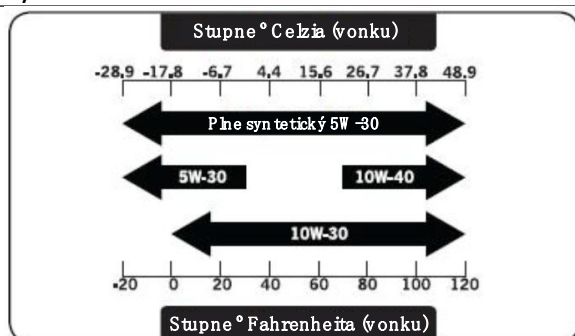 Stupne º Celzia (vonku)
-28.9 -17.8 -6.7 4.4 15.6 26.7 37.8 48.9
Plne syntetický 5W -30
5W-30 10W-40
10W-30
-20 0 20 40 60 80 100 120
Stupne º Fahrenheita (vonku)